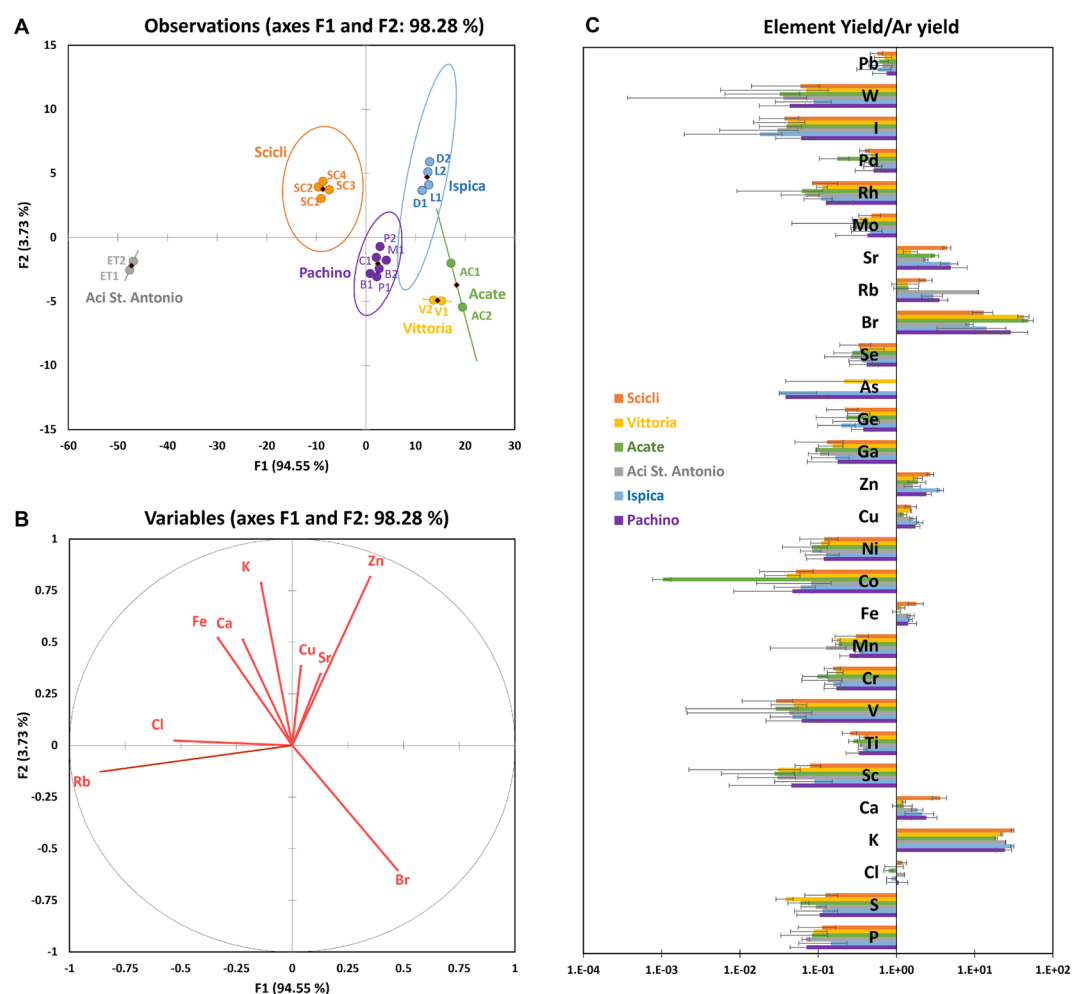 A
Observations (axes F1 and F2: 98.28 %)
15
10
5
0
-5
-10
-15
F2 (3.73 %)
-60
-50
-40
-30
-20
-10
0
10
20
30
F1 (94.55 %)
Scicli
SC4
SC2
SC3
SC1
D2
L2
Ispica
D1
L1
P2
M1
C1
Pachino
B2
B1
P1
AC1
Acate
AC2
V2
V1
Vittoria
ET2
ET1
Aci St. Antonio
B
Variables (axes F1 and F2: 98.28 %)
1
0.75
0.5
0.25
0
-0.25
-0.5
-0.75
-1
F2 (3.73 %)
-1
-0.75
-0.5
-0.25
0
0.25
0.5
0.75
1
F1 (94.55 %)
K
Zn
Fe
Ca
Cu
Sr
Cl
Rb
Br
C
Element Yield/Ar yield
Pb
W
I
Pd
Rh
Mo
Sr
Rb
Br
Se
As
Ge
Ga
Zn
Cu
Ni
Co
Fe
Mn
Cr
V
Ti
Sc
Ca
K
Cl
S
P
Scicli
Vittoria
Acate
Aci St. Antonio
Ispica
Pachino
1.E-04
1.E-03
1.E-02
1.E-01
1.E+00
1.E+01
1.E+02